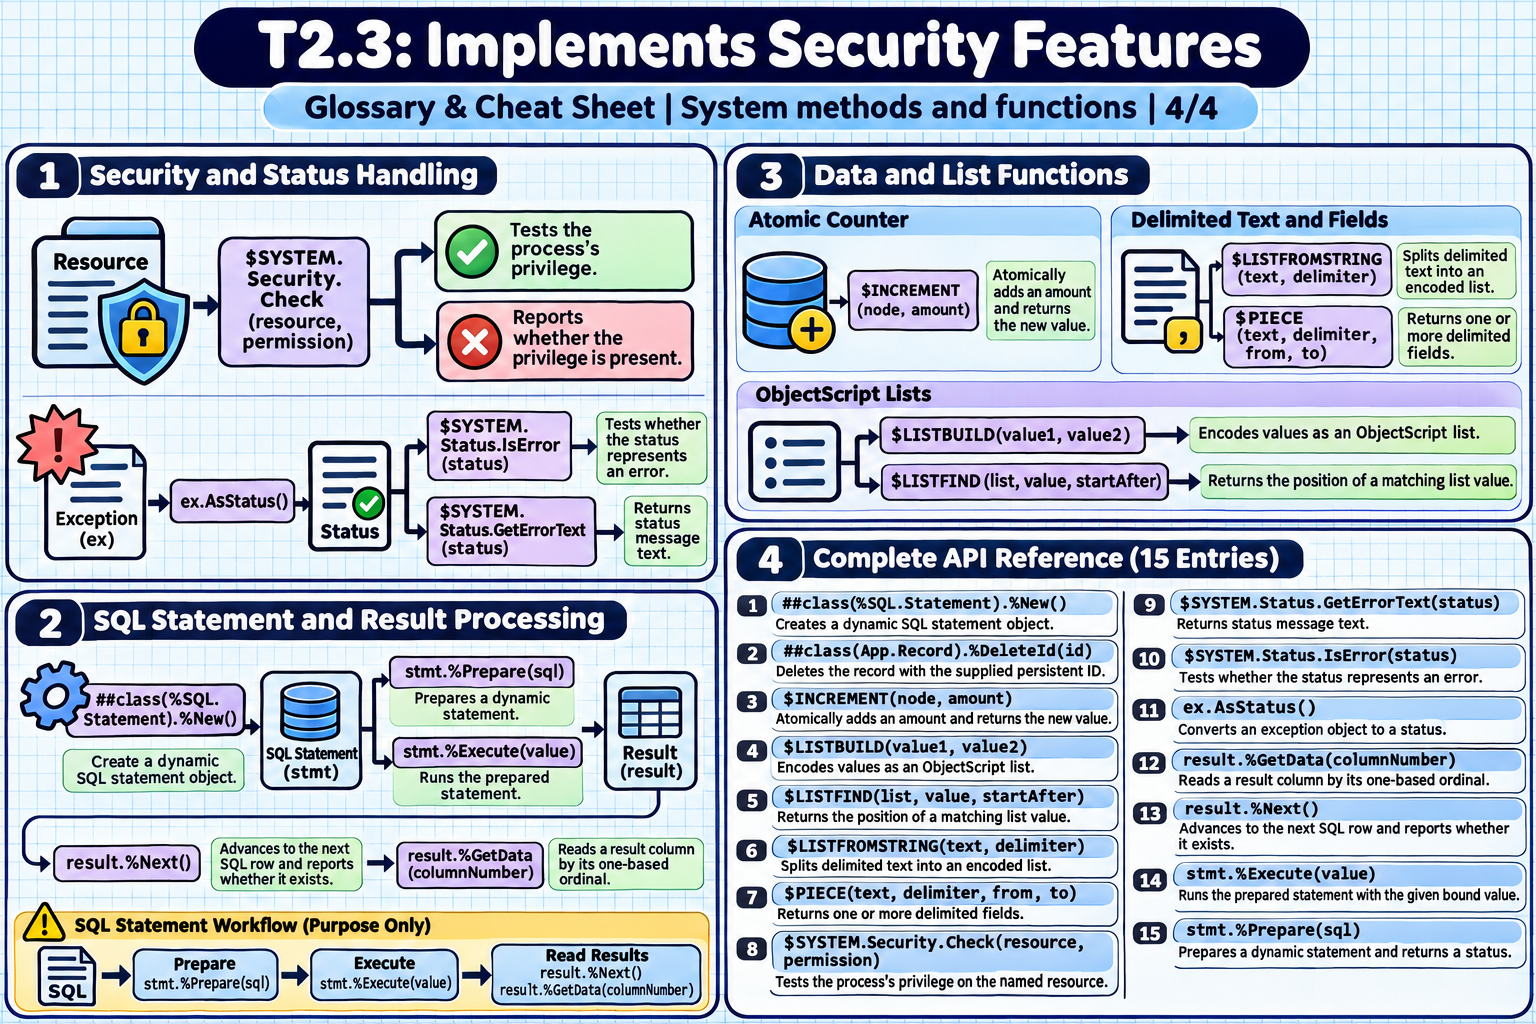 T2.3: Implements Security Features
Glossary & Cheat Sheet | System methods and functions | 4/4
1 Security and Status Handling
Resource
$SYSTEM.
Security.
Check
(resource,
permission)
Tests the
process's
privilege.
Reports
whether the
privilege is present.
!
Exception
(ex)
ex.AsStatus()
Status
$SYSTEM.
Status.IsError
(status)
Tests whether
the status
represents
an error.
$SYSTEM.
Status.GetErrorText
(status)
Returns
status
message
text.
2 SQL Statement and Result Processing
##class(%SQL.
Statement).%New()
Create a dynamic
SQL statement object.
SQL Statement
(stmt)
stmt.%Prepare(sql)
Prepares a dynamic
statement.
stmt.%Execute(value)
Runs the prepared
statement.
Result
(result)
result.%Next()
Advances to the next
SQL row and reports
whether it exists.
result.%GetData
(columnNumber)
Reads a result column
by its one-based
ordinal.
! SQL Statement Workflow (Purpose Only)
SQL
Prepare
stmt.%Prepare(sql)
Execute
stmt.%Execute(value)
Read Results
result.%Next()
result.%GetData(columnNumber)
3 Data and List Functions
Atomic Counter
+
$INCREMENT
(node, amount)
Atomically
adds an amount
and returns
the new value.
Delimited Text and Fields
,
$LISTFROMSTRING
(text, delimiter)
Splits delimited
text into an
encoded list.
$PIECE
(text, delimiter,
from, to)
Returns one or
more delimited
fields.
ObjectScript Lists
$LISTBUILD(value1, value2)
Encodes values as an ObjectScript list.
$LISTFIND (list, value, startAfter)
Returns the position of a matching list value.
4 Complete API Reference (15 Entries)
1 ##class(%SQL.Statement).%New()
Creates a dynamic SQL statement object.
2 ##class(App.Record).%DeleteId(id)
Deletes the record with the supplied persistent ID.
3 $INCREMENT(node, amount)
Atomically adds an amount and returns the new value.
4 $LISTBUILD(value1, value2)
Encodes values as an ObjectScript list.
5 $LISTFIND(list, value, startAfter)
Returns the position of a matching list value.
6 $LISTFROMSTRING(text, delimiter)
Splits delimited text into an encoded list.
7 $PIECE(text, delimiter, from, to)
Returns one or more delimited fields.
8 $SYSTEM.Security.Check(resource,
permission)
Tests the process's privilege on the named resource.
9 $SYSTEM.Status.GetErrorText(status)
Returns status message text.
10 $SYSTEM.Status.IsError(status)
Tests whether the status represents an error.
11 ex.AsStatus()
Converts an exception object to a status.
12 result.%GetData(columnNumber)
Reads a result column by its one-based ordinal.
13 result.%Next()
Advances to the next SQL row and reports whether
it exists.
14 stmt.%Execute(value)
Runs the prepared statement with the given bound value.
15 stmt.%Prepare(sql)
Prepares a dynamic statement and returns a status.